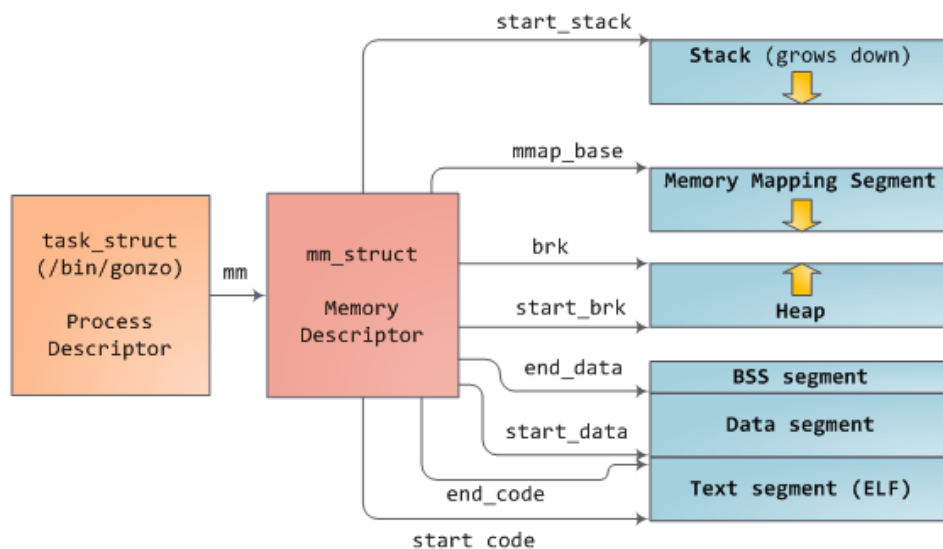 start_stack
Stack (grows down)
mmap_base
Memory Mapping Segment
task_struct
(/bin/gonzo)
Process
Descriptor
mm
mm_struct
Memory
Descriptor
brk
start_brk
Heap
end_data
BSS segment
start_data
Data segment
end_code
Text segment (ELF)
start code